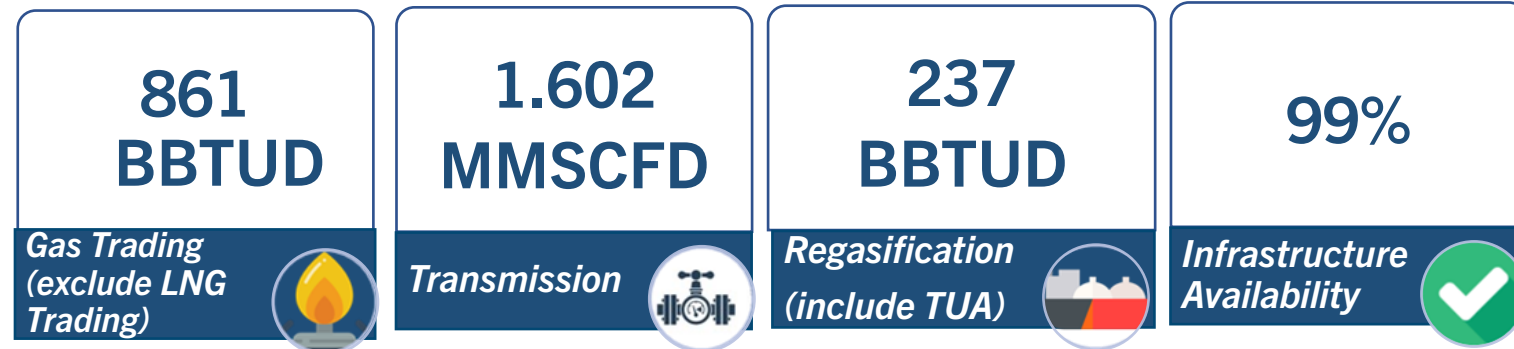 861
BBTUD
Gas Trading
(exclude LNG
Trading)
1.602
MMSCFD
Transmission
237
BBTUD
Regasification
(include TUA)
99%
Infrastructure
Availability